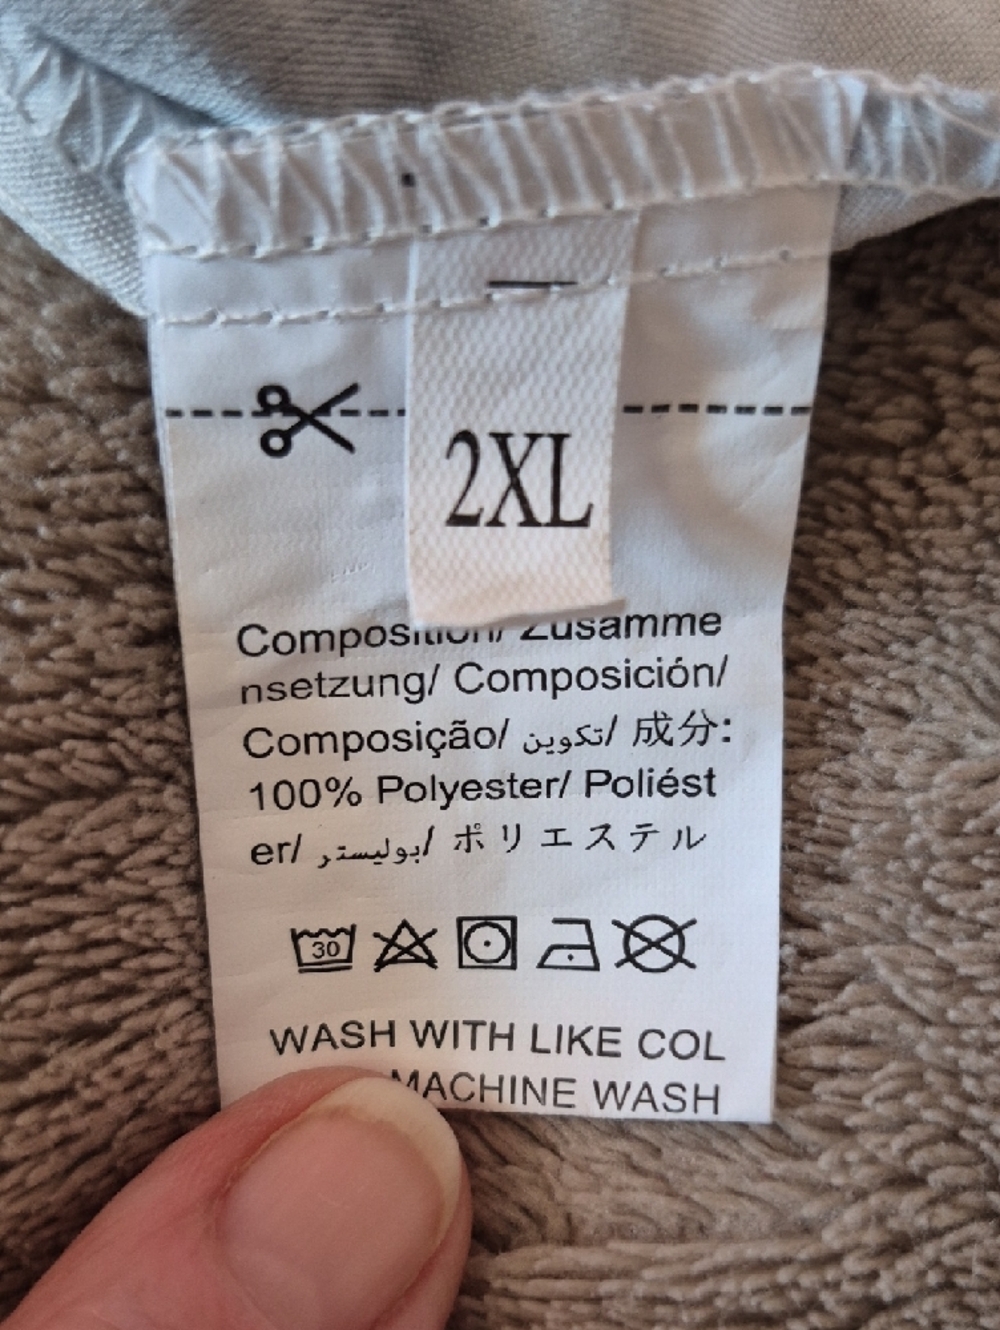 2XL
Composition/ Zusamme
nsetzung/ Composición/
Composição/ تكوين/ 成分:
100% Polyester/ Poliést
er/ بوليستر/ ポリエステル
30
WASH WITH LIKE COL
MACHINE WASH